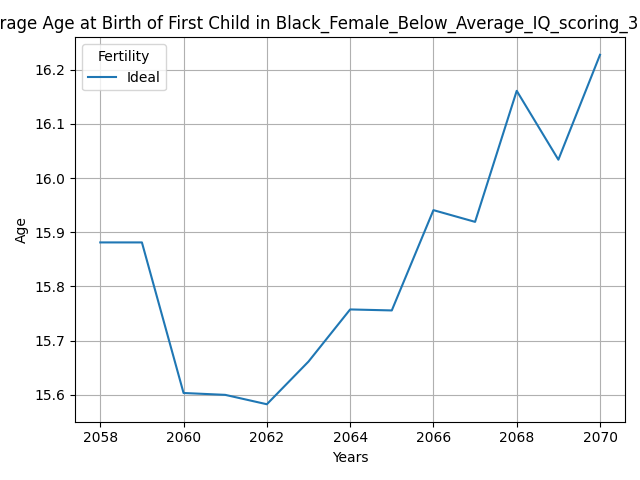 rage Age at Birth of First Child in Black_Female_Below_Average_IQ_scoring_3
Fertility
Ideal
16.2
16.1
16.0
15.9
15.8
15.7
15.6
Age
2058 2060 2062 2064 2066 2068 2070
Years